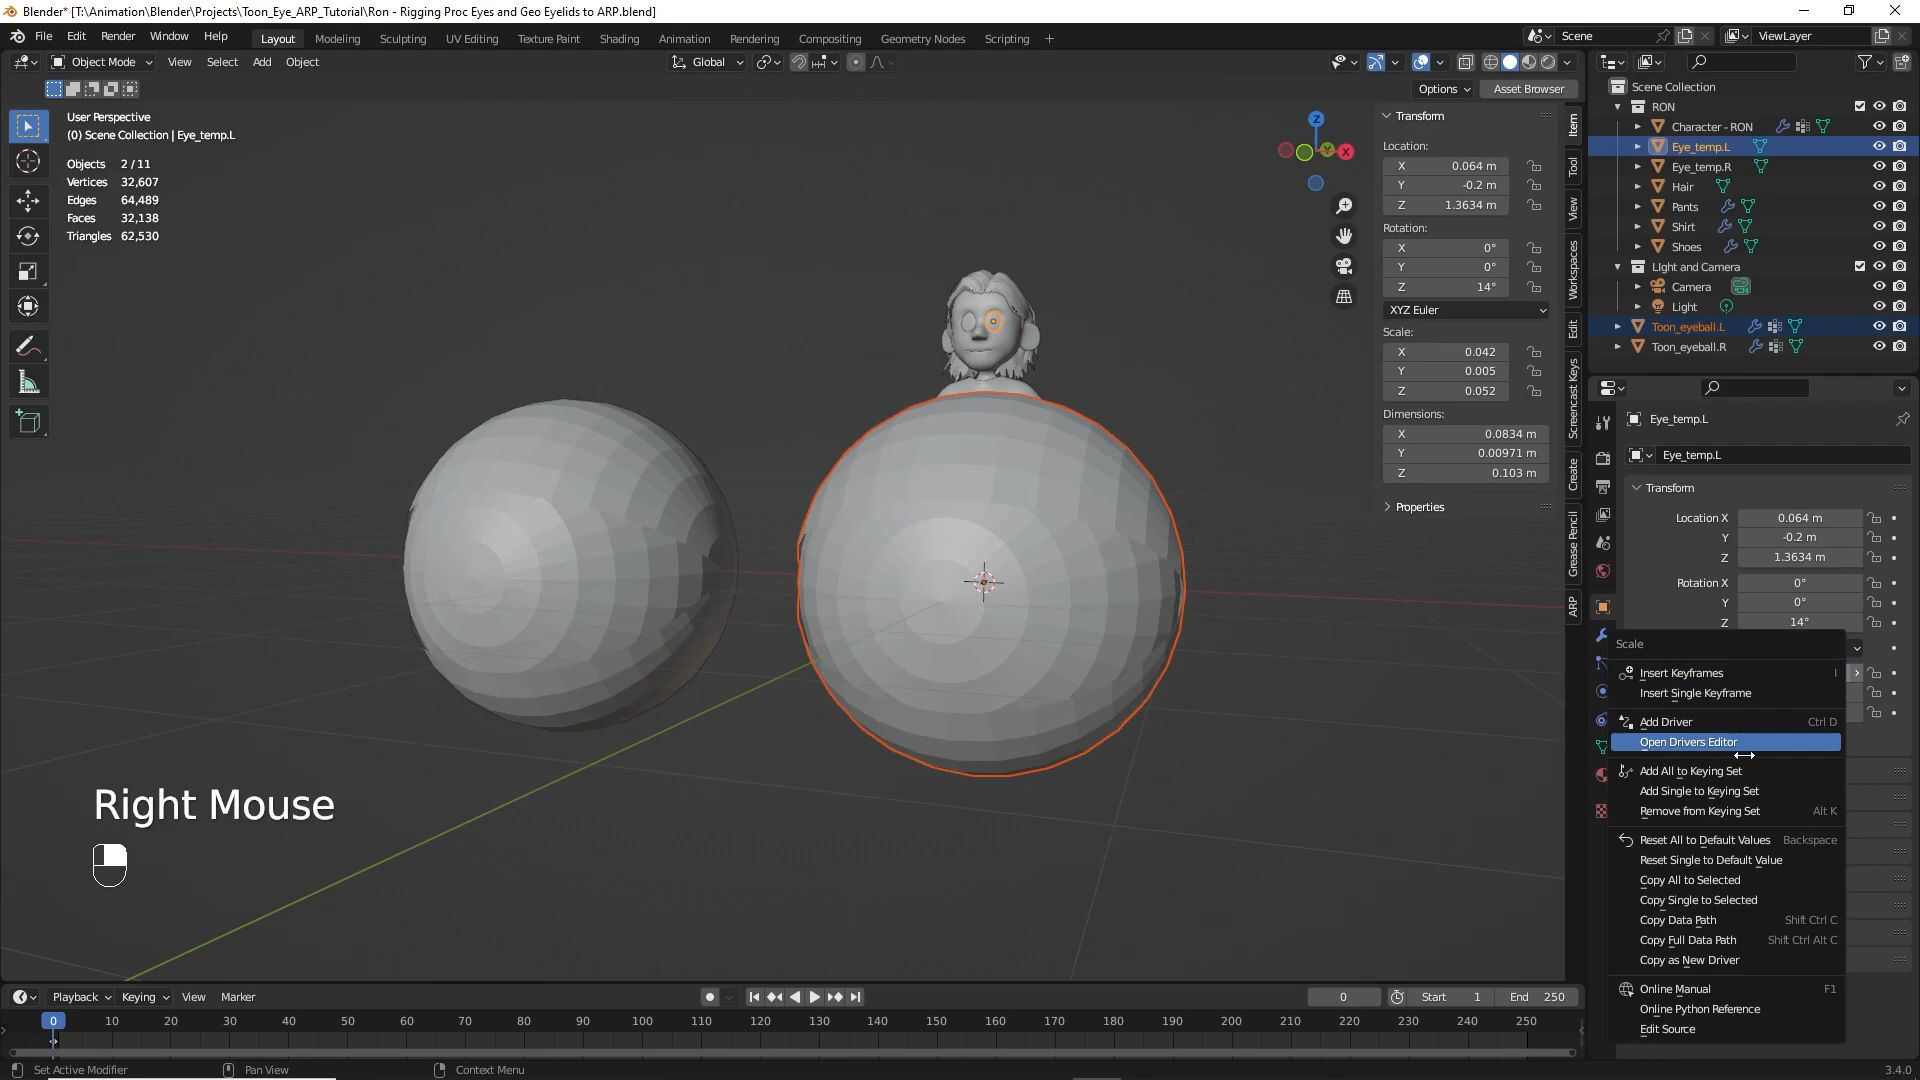 Blender* [T:\Animation\Blender\Projects\Toon_Eye_ARP_Tutorial\Ron - Rigging Proc Eyes and Geo Eyelids to ARP.blend]
File Edit Render Window Help Layout Modeling Sculpting UV Editing Texture Paint Shading Animation Rendering Compositing Geometry Nodes Scripting + Scene ViewLayer
Object Mode View Select Add Object Global
Options Asset Browser
User Perspective
(0) Scene Collection | Eye_temp.L
Objects 2 / 11
Vertices 32,607
Edges 64,489
Faces 32,138
Triangles 62,530
Z
Y
X
Transform
Location:
X 0.064 m
Y -0.2 m
Z 1.3634 m
Rotation:
X 0°
Y 0°
Z 14°
XYZ Euler
Scale:
X 0.042
Y 0.005
Z 0.052
Dimensions:
X 0.0834 m
Y 0.00971 m
Z 0.103 m
Properties
Item
Tool
View
Workspaces
Edit
Screencast Keys
Create
Grease Pencil
ARP
Scene Collection
RON
Character - RON
Eye_temp.L
Eye_temp.R
Hair
Pants
Shirt
Shoes
LIght and Camera
Camera
Light
Toon_eyeball.L
Toon_eyeball.R
Eye_temp.L
Eye_temp.L
Transform
Location X 0.064 m
Y -0.2 m
Z 1.3634 m
Rotation X 0°
Y 0°
Z 14°
Scale
Insert Keyframes I
Insert Single Keyframe
Add Driver Ctrl D
Open Drivers Editor
Add All to Keying Set
Add Single to Keying Set
Remove from Keying Set Alt K
Reset All to Default Values Backspace
Reset Single to Default Value
Copy All to Selected
Copy Single to Selected
Copy Data Path Shift Ctrl C
Copy Full Data Path Shift Ctrl Alt C
Copy as New Driver
Online Manual F1
Online Python Reference
Edit Source
Right Mouse
Playback Keying View Marker 0 Start 1 End 250
0 10 20 30 40 50 60 70 80 90 100 110 120 130 140 150 160 170 180 190 200 210 220 230 240 250
Set Active Modifier Pan View Context Menu 3.4.0